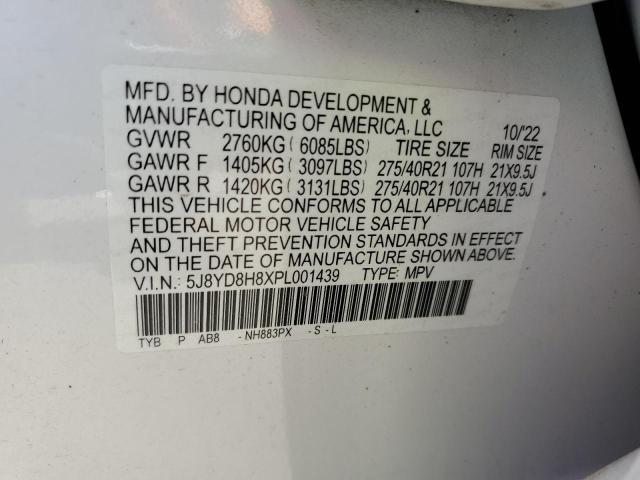 MFD. BY HONDA DEVELOPMENT &
MANUFACTURING OF AMERICA, LLC 10/'22
GVWR 2760KG ( 6085LBS) TIRE SIZE RIM SIZE
GAWR F 1405KG ( 3097LBS) 275/40R21 107H 21X9.5J
GAWR R 1420KG ( 3131LBS) 275/40R21 107H 21X9.5J
THIS VEHICLE CONFORMS TO ALL APPLICABLE
FEDERAL MOTOR VEHICLE SAFETY
AND THEFT PREVENTION STANDARDS IN EFFECT
ON THE DATE OF MANUFACTURE SHOWN ABOVE.
V.I.N.: 5J8YD8H8XPL001439 TYPE: MPV
TYB P AB8 - NH883PX - S - L